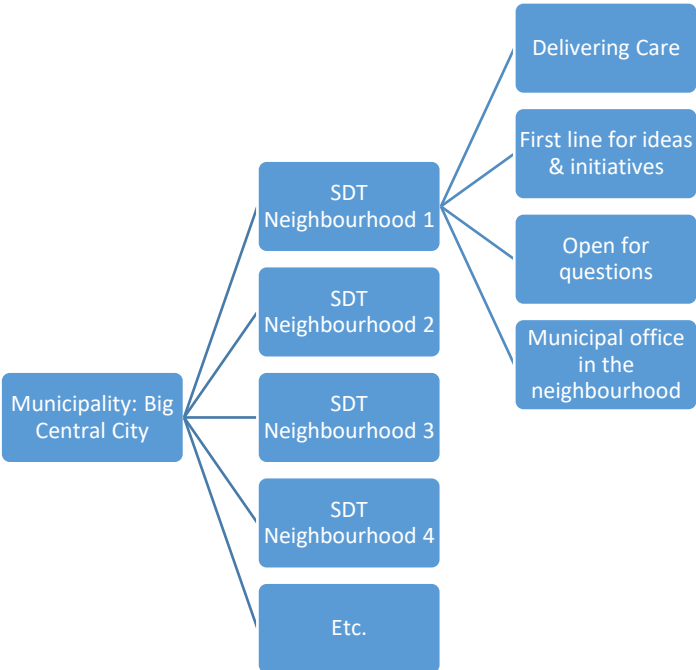 Municipality: Big
Central City
SDT
Neighbourhood 1
SDT
Neighbourhood 2
SDT
Neighbourhood 3
SDT
Neighbourhood 4
Etc.
Delivering Care
First line for ideas
& initiatives
Open for
questions
Municipal office
in the
neighbourhood